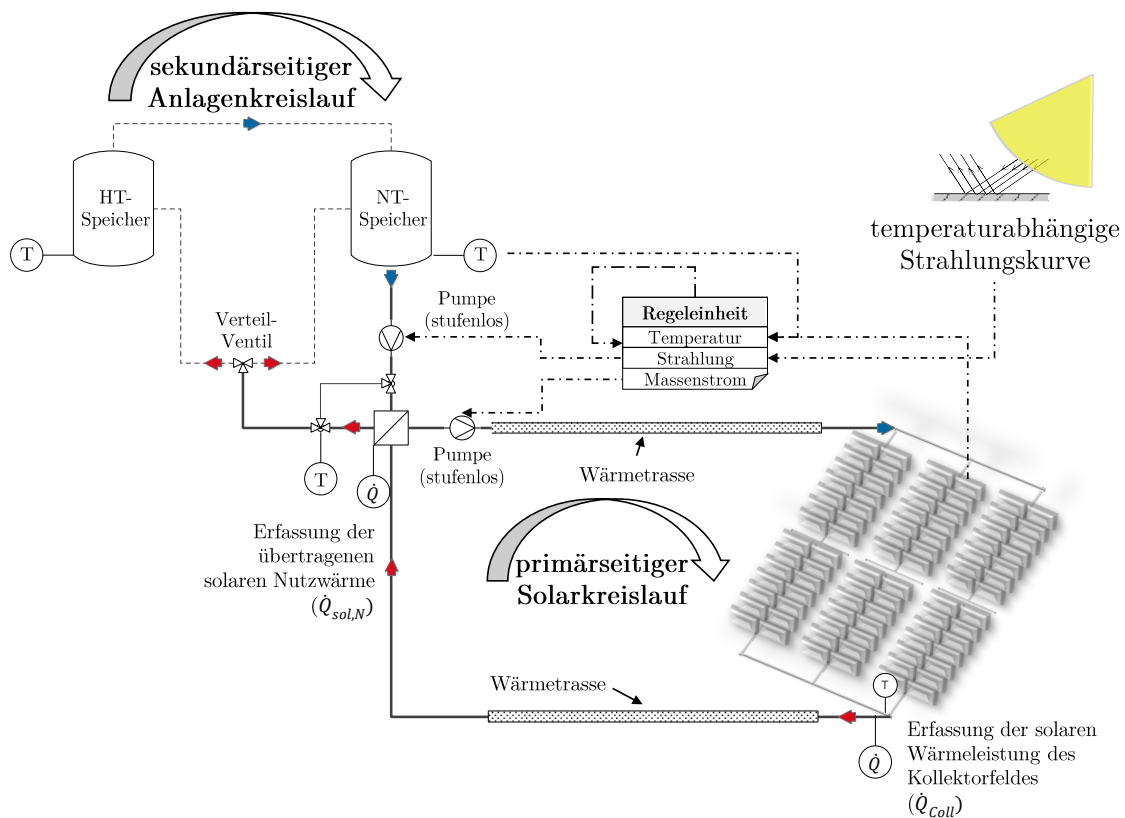 sekundärseitiger
Anlagenkreislauf
HT-
Speicher
NT-
Speicher
T
T
temperaturabhängige
Strahlungskurve
Pumpe
(stufenlos)
Regeleinheit
Temperatur
Strahlung
Massenstrom
Verteil-
Ventil
T
Q̇
Pumpe
(stufenlos)
Wärmetrasse
Erfassung der
übertragenen
solaren Nutzwärme
(Q̇sol,N)
primärseitiger
Solarkreislauf
Wärmetrasse
T
Q̇
Erfassung der solaren
Wärmeleistung des
Kollektorfeldes
(Q̇Coll)